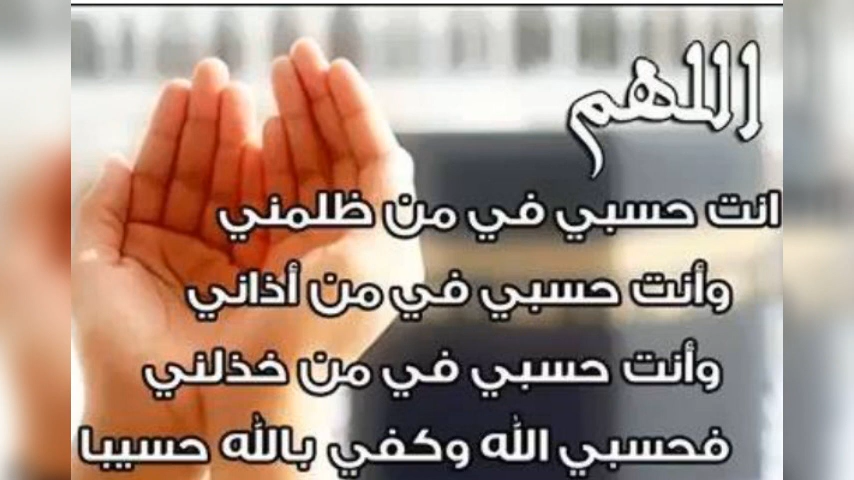 اللهم
انت حسبي في من ظلمني
وأنت حسبي في من أذاني
وأنت حسبي في من خذلني
فحسبي الله وكفي بالله حسيبا